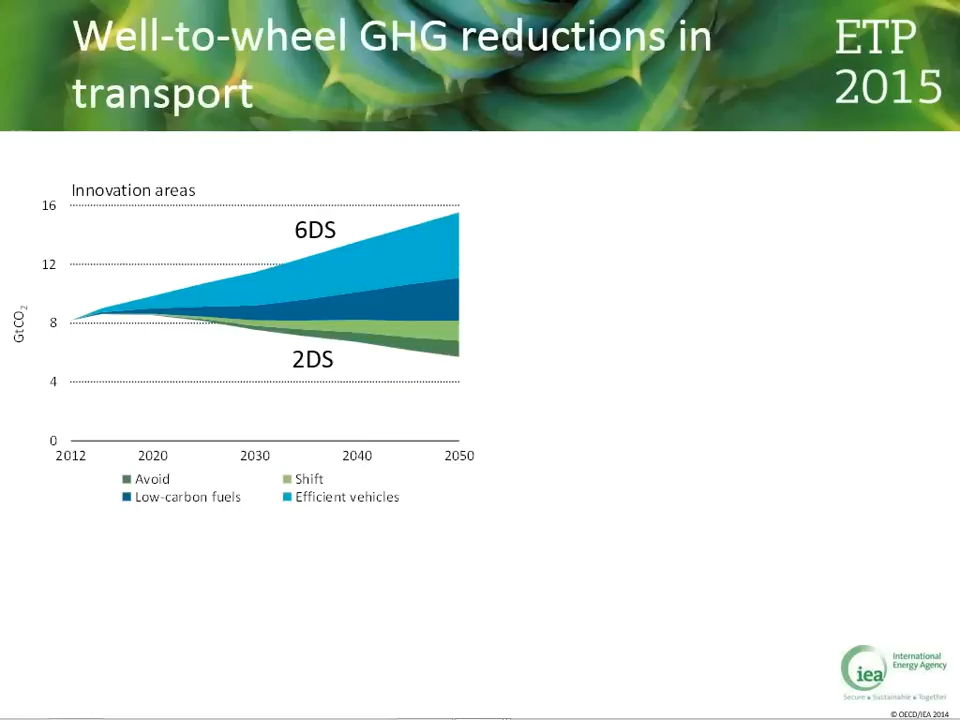 Well-to-wheel GHG reductions in
transport
ETP
2015
Innovation areas
16
12
8
4
0
GtCO2
6DS
2DS
2012 2020 2030 2040 2050
Avoid Shift
Low-carbon fuels Efficient vehicles
iea
International
Energy Agency
Secure • Sustainable • Together
© OECD/IEA 2014